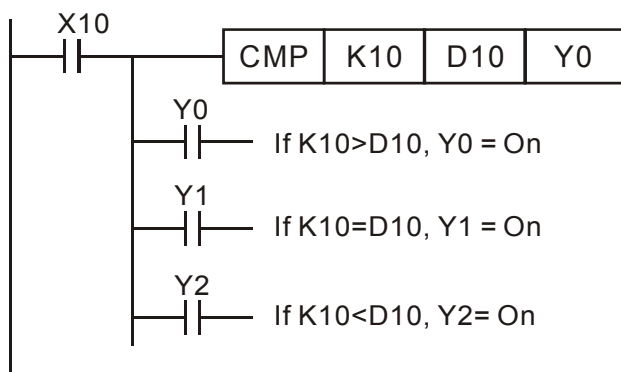 X10
CMP K10 D10 Y0
Y0
If K10>D10, Y0 = On
Y1
If K10=D10, Y1 = On
Y2
If K10<D10, Y2= On